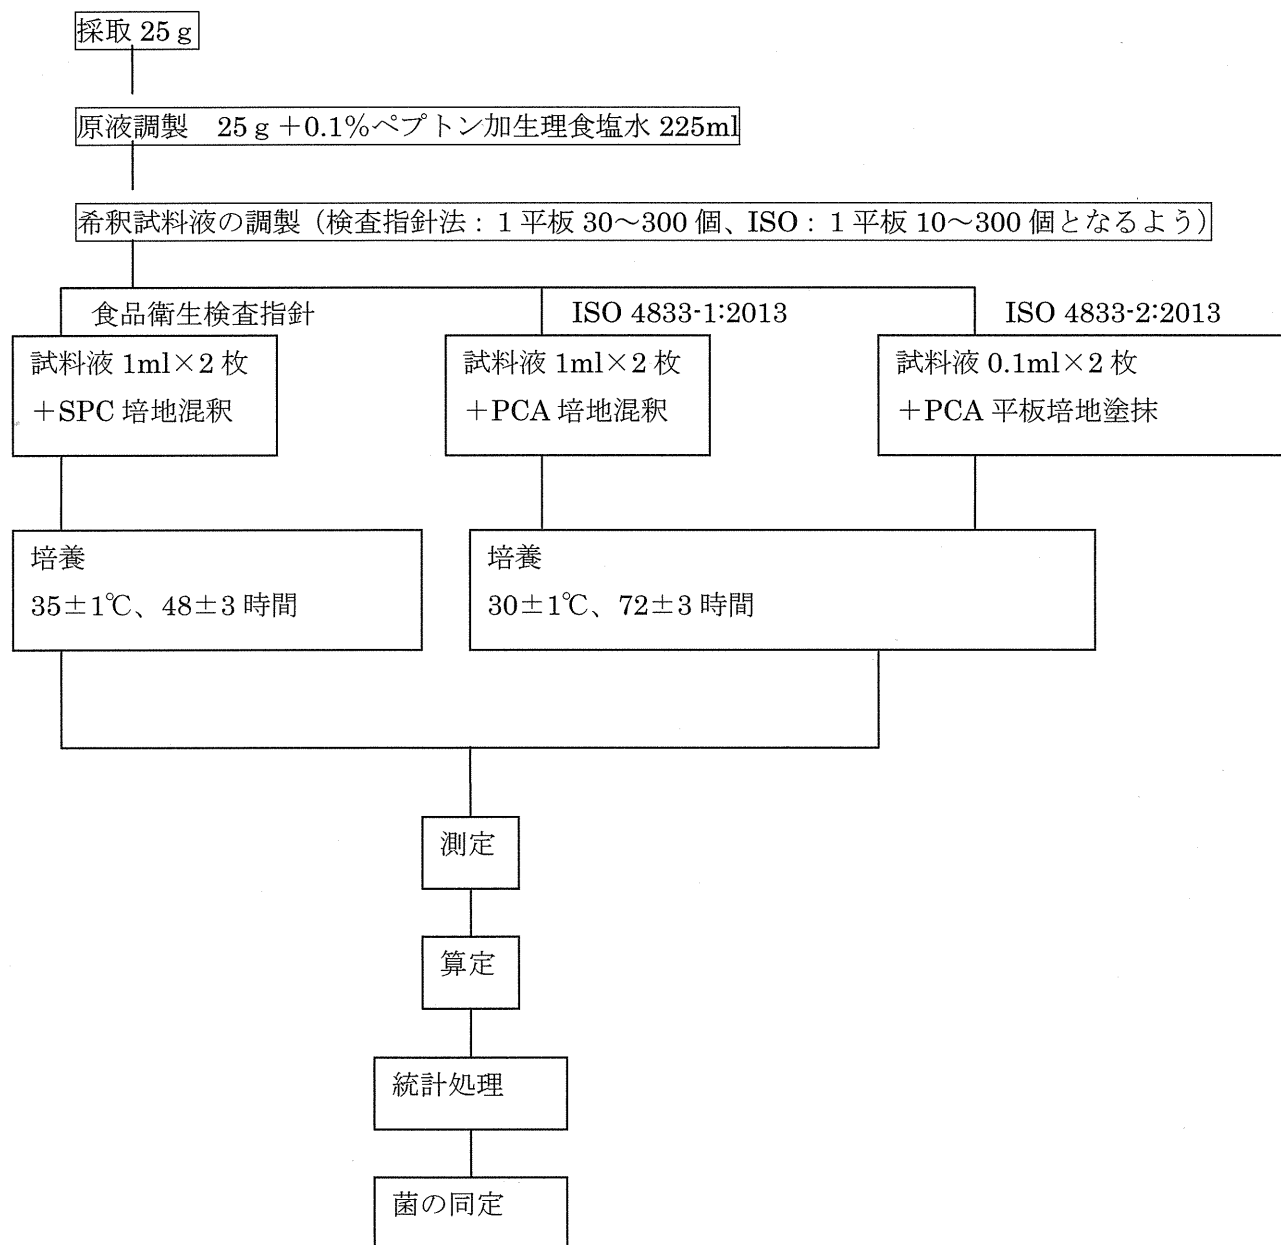 採取 25ｇ
原液調製　25ｇ+0.1%ペプトン加生理食塩水 225ml
希釈試料液の調製（検査指針法：1 平板 30～300 個、ISO：1 平板 10～300 個となるよう）
食品衛生検査指針
ISO 4833-1:2013
ISO 4833-2:2013
試料液 1ml×2 枚
＋SPC 培地混釈
試料液 1ml×2 枚
＋PCA 培地混釈
試料液 0.1ml×2 枚
＋PCA 平板培地塗抹
培養
35±1℃、48±3 時間
培養
30±1℃、72±3 時間
測定
算定
統計処理
菌の同定